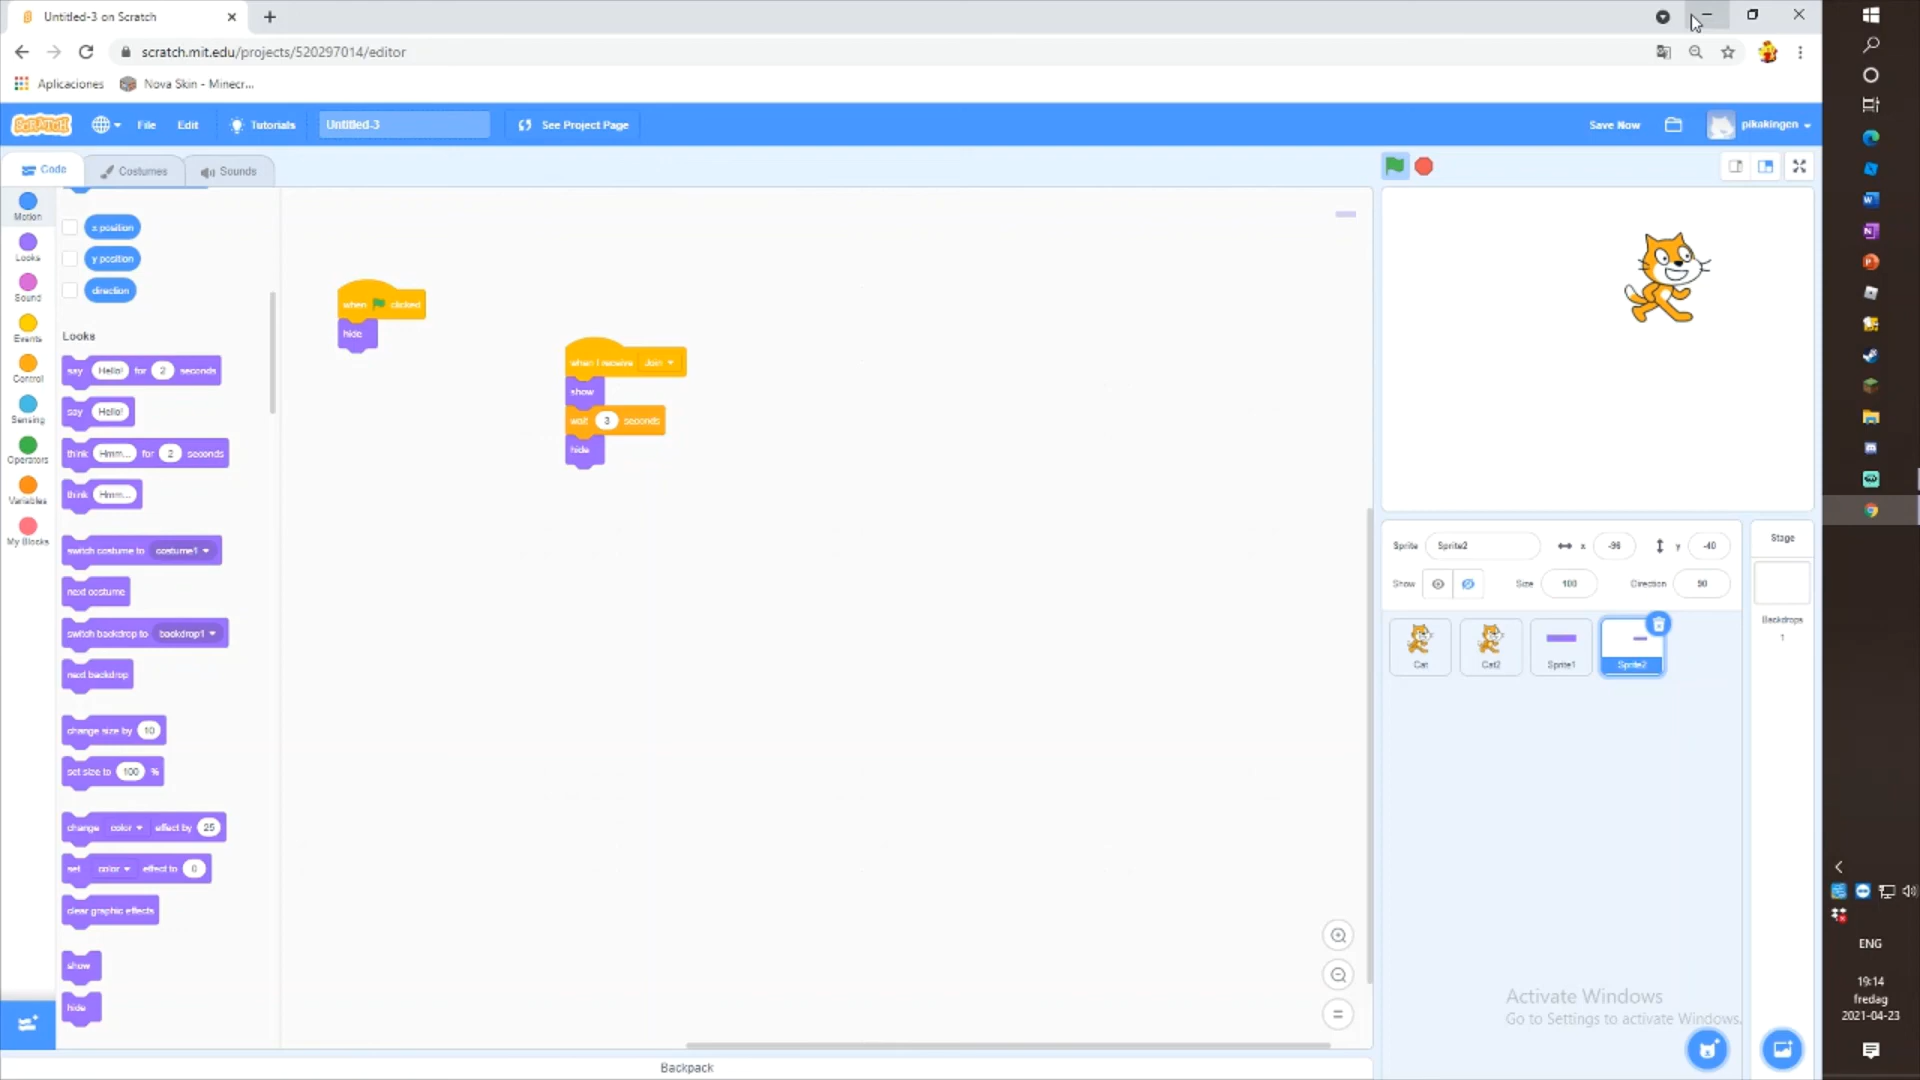 Untitled-3 on Scratch
scratch.mit.edu/projects/520297014/editor
Aplicaciones
Nova Skin - Minecr...
SCRATCH
File
Edit
Tutorials
Untitled-3
See Project Page
Save Now
pikakingen
Code
Costumes
Sounds
Motion
Looks
Sound
Events
Control
Sensing
Operators
Variables
My Blocks
x position
y position
direction
Looks
say Hello! for 2 seconds
say Hello!
think Hmm... for 2 seconds
think Hmm...
switch costume to costume1
next costume
switch backdrop to backdrop1
next backdrop
change size by 10
set size to 100 %
change color effect by 25
set color effect to 0
clear graphic effects
show
hide
when clicked
hide
when I receive Join
show
wait 3 seconds
hide
Backpack
Sprite Sprite2 x -96 y -40
Show Size 100 Direction 90
Cat
Cat2
Sprite1
Sprite2
Stage
Backdrops
1
Activate Windows
Go to Settings to activate Windows.
ENG
19:14
fredag
2021-04-23